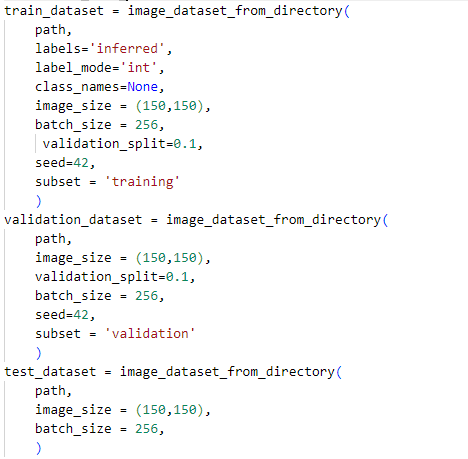 train_dataset = image_dataset_from_directory(
    path,
    labels='inferred',
    label_mode='int',
    class_names=None,
    image_size = (150,150),
    batch_size = 256,
     validation_split=0.1,
    seed=42,
    subset = 'training'
    )
validation_dataset = image_dataset_from_directory(
    path,
    image_size = (150,150),
    validation_split=0.1,
    batch_size = 256,
    seed=42,
    subset = 'validation'
    )
test_dataset = image_dataset_from_directory(
    path,
    image_size = (150,150),
    batch_size = 256,
    )